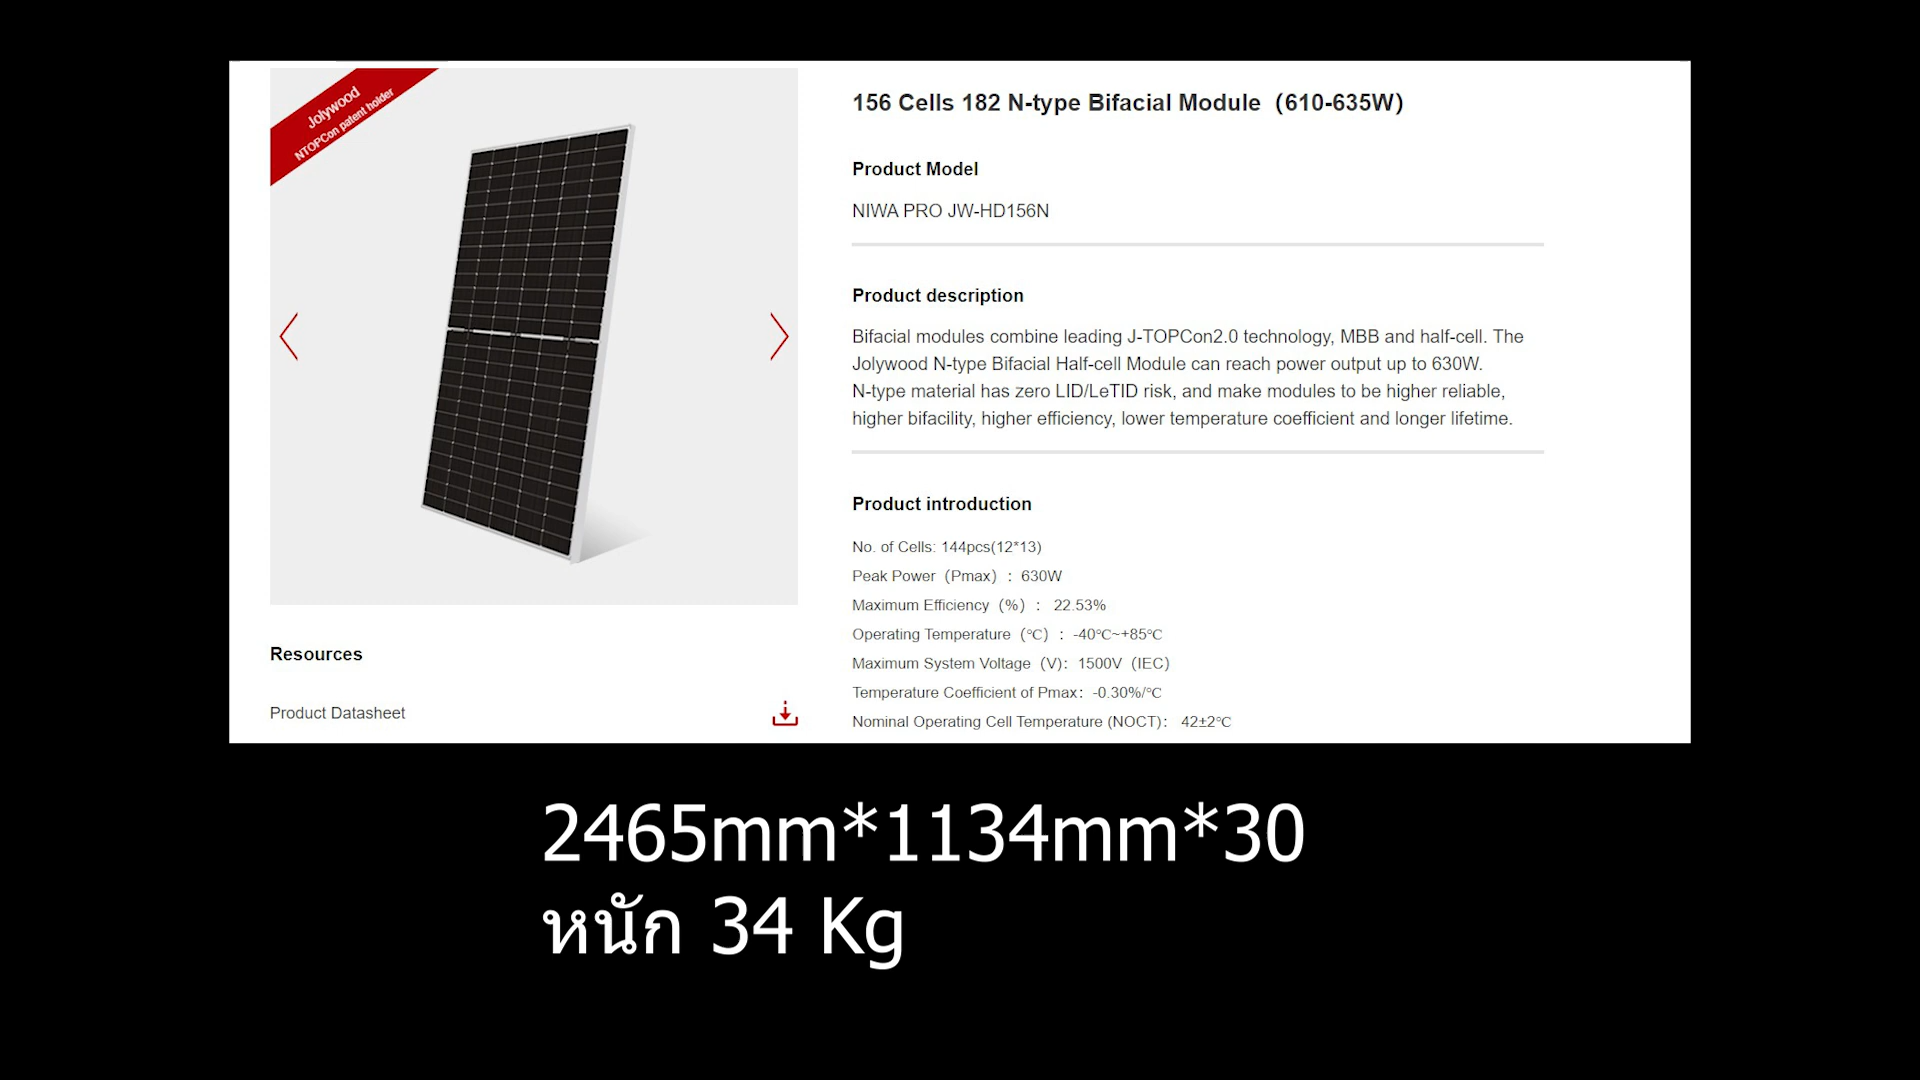 Jolywood
NTOPCon patent holder
156 Cells 182 N-type Bifacial Module（610-635W）
Product Model
NIWA PRO JW-HD156N
Product description
Bifacial modules combine leading J-TOPCon2.0 technology, MBB and half-cell. The
Jolywood N-type Bifacial Half-cell Module can reach power output up to 630W.
N-type material has zero LID/LeTID risk, and make modules to be higher reliable,
higher bifacility, higher efficiency, lower temperature coefficient and longer lifetime.
Product introduction
No. of Cells: 144pcs(12*13)
Peak Power（Pmax）: 630W
Maximum Efficiency（%）: 22.53%
Operating Temperature（℃）: -40℃~+85℃
Maximum System Voltage（V）: 1500V（IEC）
Temperature Coefficient of Pmax: -0.30%/℃
Nominal Operating Cell Temperature (NOCT): 42±2℃
Resources
Product Datasheet
2465mm*1134mm*30
หนัก 34 Kg